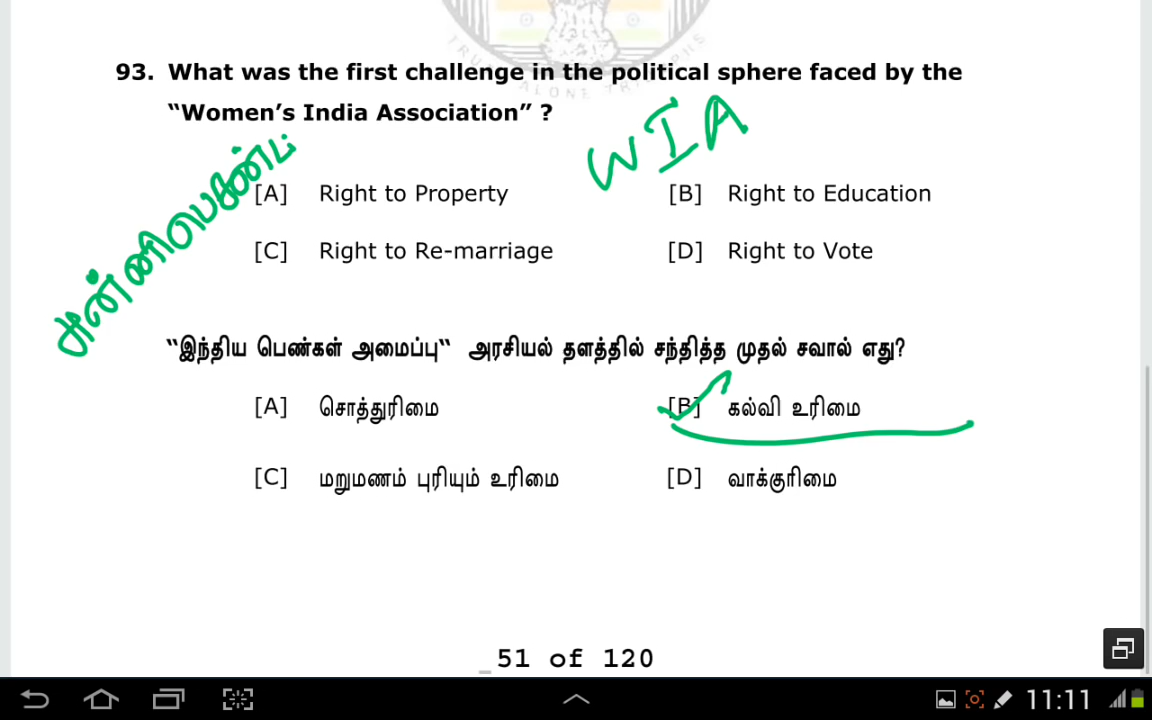 93. What was the first challenge in the political sphere faced by the
“Women’s India Association” ?
WIA
[A] Right to Property [B] Right to Education
[C] Right to Re-marriage [D] Right to Vote
“இந்திய பெண்கள் அமைப்பு“ அரசியல் தளத்தில் சந்தித்த முதல் சவால் எது?
[A] சொத்துரிமை [B] கல்வி உரிமை
[C] மறுமணம் புரியும் உரிமை [D] வாக்குரிமை
51 of 120
11:11